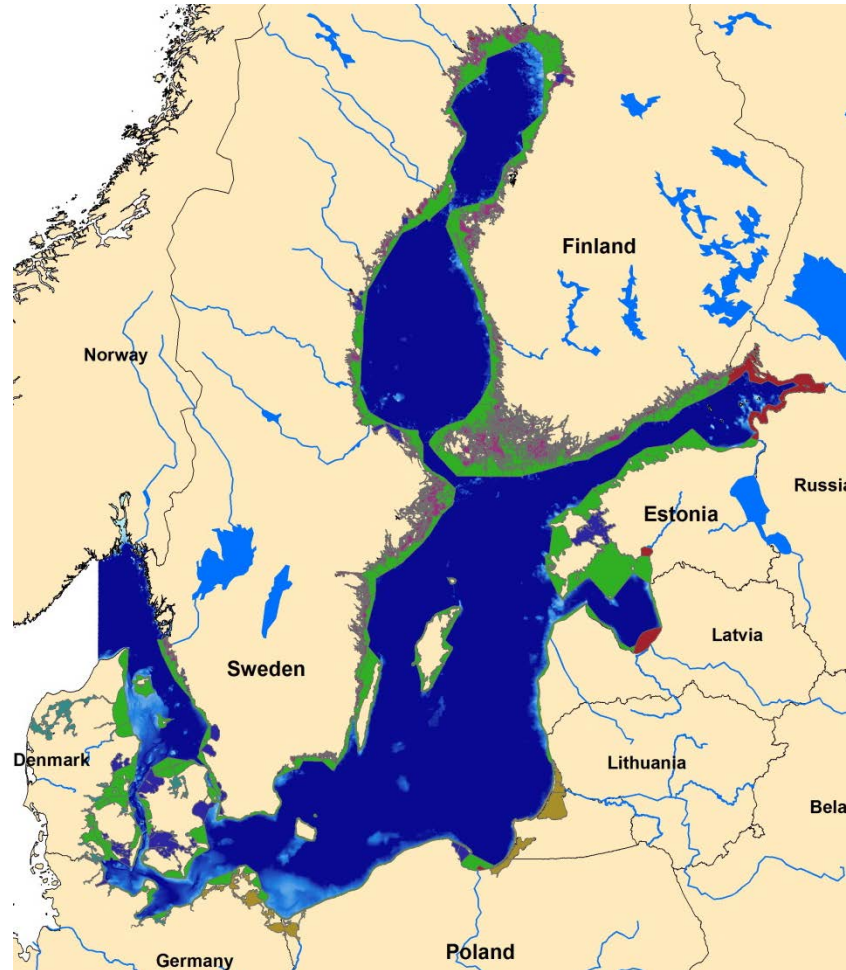 Finland
Norway
Russia
Estonia
Latvia
Sweden
Denmark
Lithuania
Bela
Poland
Germany